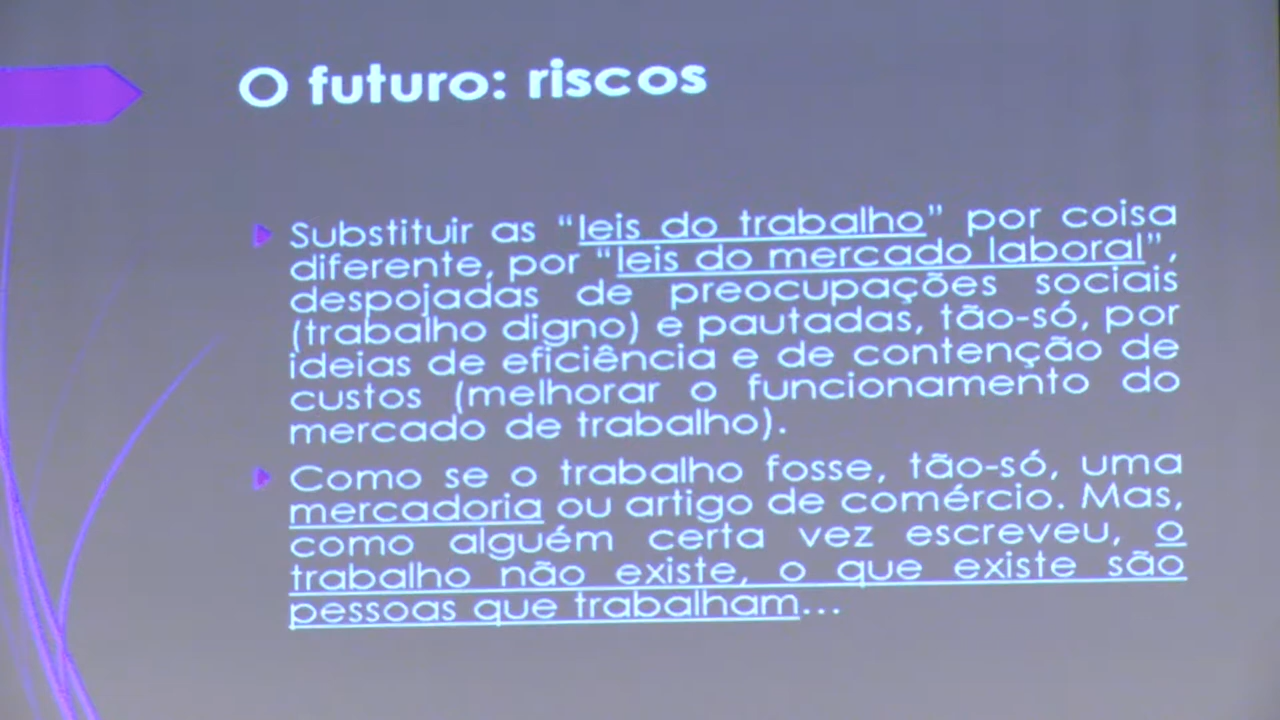 O futuro: riscos
Substituir as “leis do trabalho” por coisa
diferente, por “leis do mercado laboral”,
despojadas de preocupações sociais
(trabalho digno) e pautadas, tão-só, por
ideias de eficiência e de contenção de
custos (melhorar o funcionamento do
mercado de trabalho).
Como se o trabalho fosse, tão-só, uma
mercadoria ou artigo de comércio. Mas,
como alguém certa vez escreveu, o
trabalho não existe, o que existe são
pessoas que trabalham...